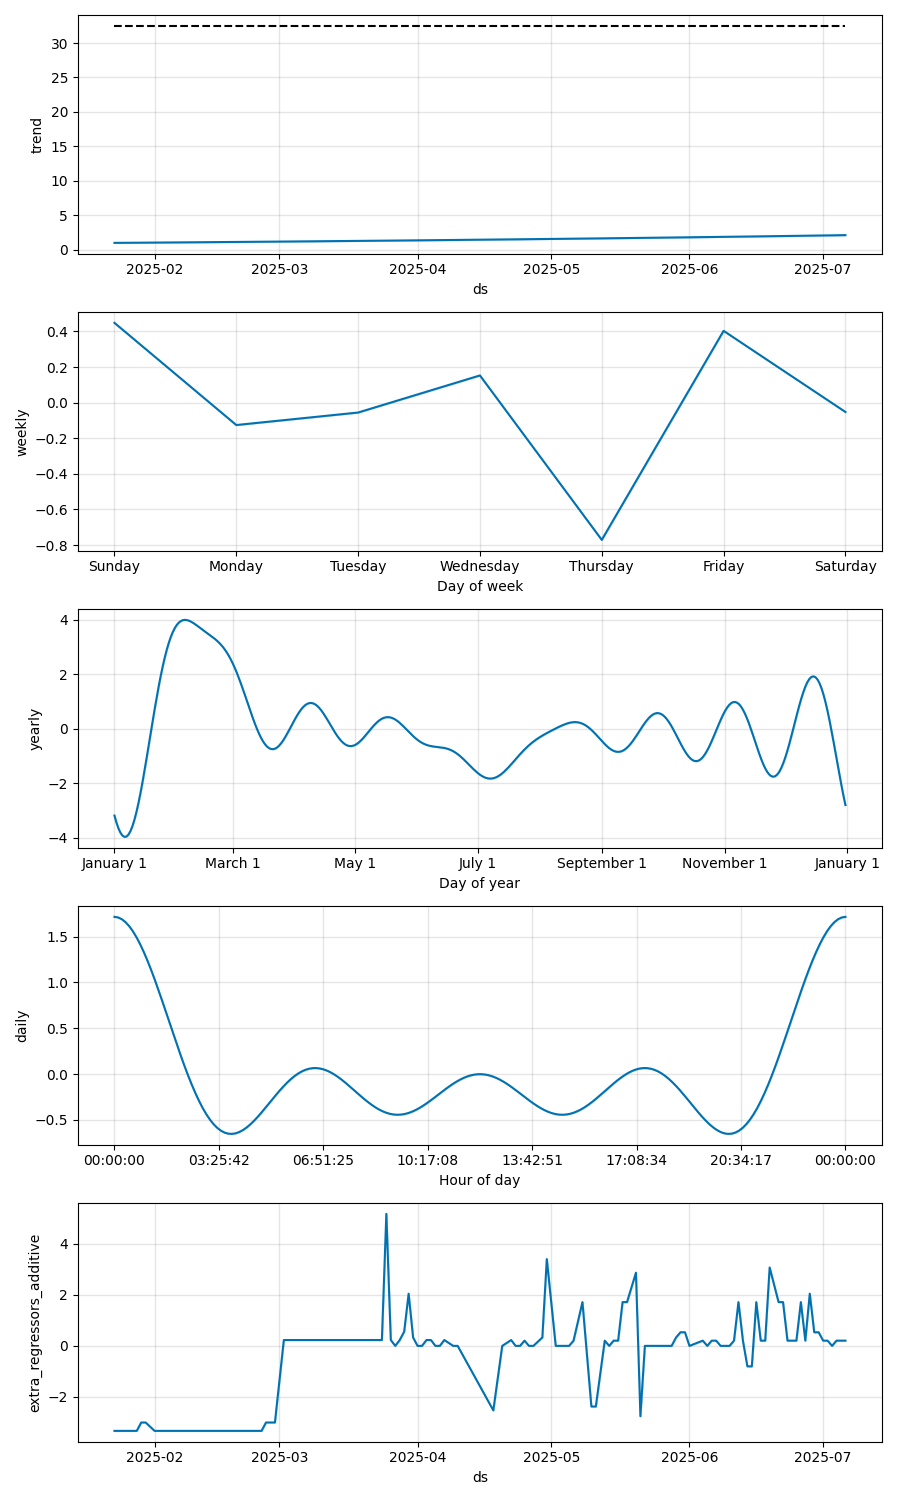 30
25
20
15
10
5
0
trend
2025-02 2025-03 2025-04 2025-05 2025-06 2025-07
ds
0.4
0.2
0.0
−0.2
−0.4
−0.6
−0.8
weekly
Sunday Monday Tuesday Wednesday Thursday Friday Saturday
Day of week
4
2
0
−2
−4
yearly
January 1 March 1 May 1 July 1 September 1 November 1 January 1
Day of year
1.5
1.0
0.5
0.0
−0.5
daily
00:00:00 03:25:42 06:51:25 10:17:08 13:42:51 17:08:34 20:34:17 00:00:00
Hour of day
4
2
0
−2
extra_regressors_additive
2025-02 2025-03 2025-04 2025-05 2025-06 2025-07
ds